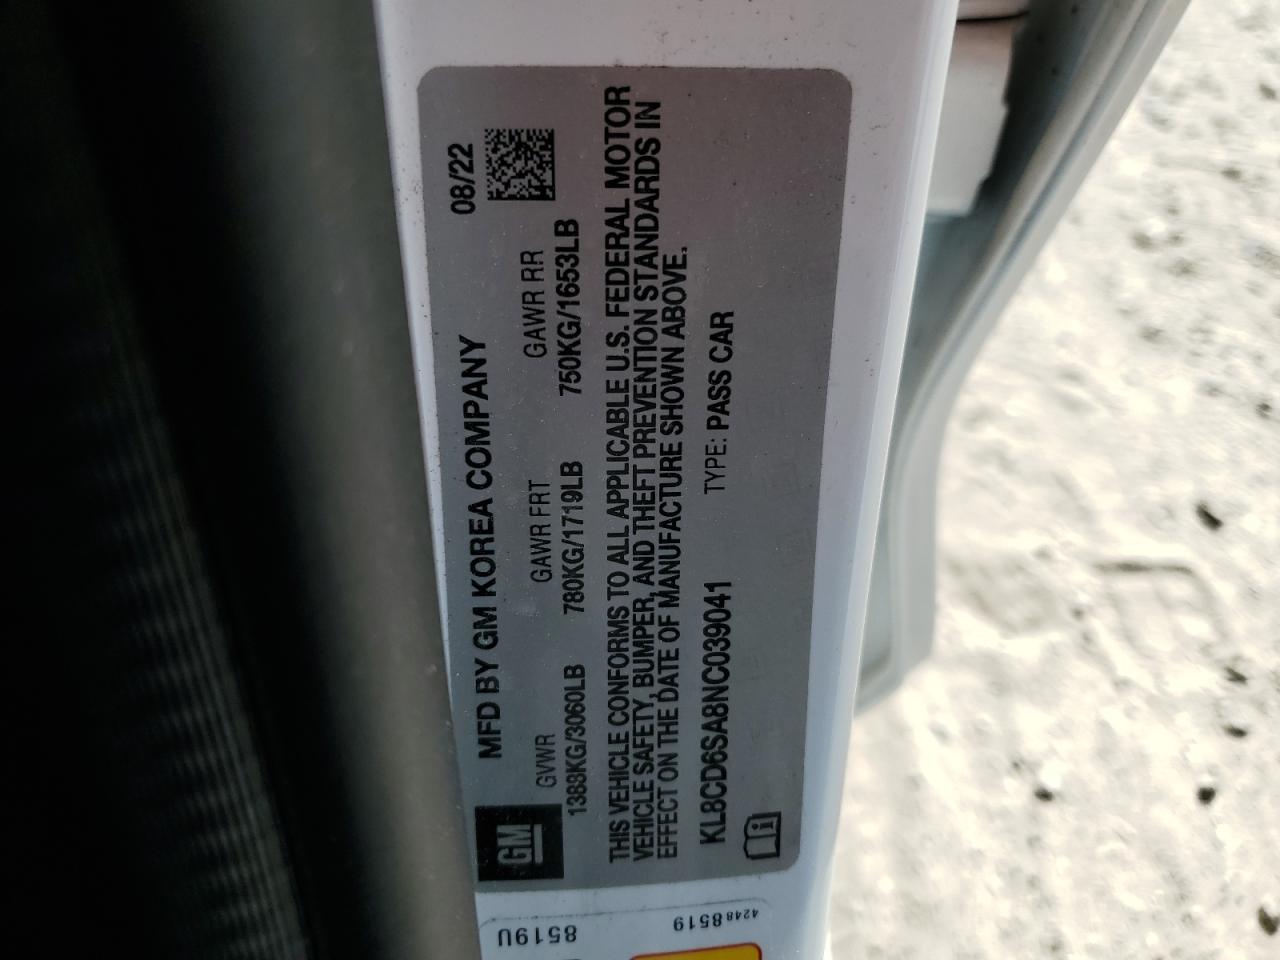 MFD BY GM KOREA COMPANY 08/22
GM
GVWR GAWR FRT GAWR RR
1388KG/3060LB 780KG/1719LB 750KG/1653LB
THIS VEHICLE CONFORMS TO ALL APPLICABLE U.S. FEDERAL MOTOR
VEHICLE SAFETY, BUMPER, AND THEFT PREVENTION STANDARDS IN
EFFECT ON THE DATE OF MANUFACTURE SHOWN ABOVE.
KL8CD6SA8NC039041 TYPE: PASS CAR
8519U
42488519